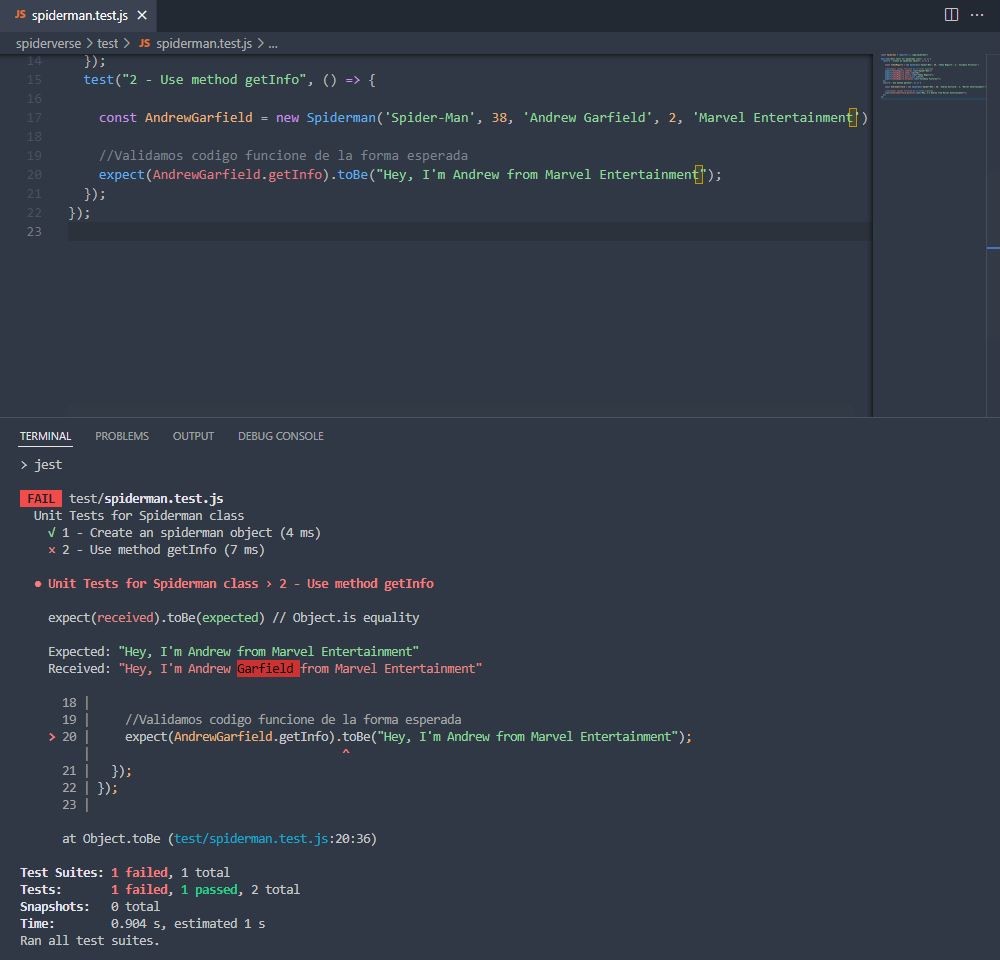 JS spiderman.test.js ×
spiderverse > test > JS spiderman.test.js > ...
14 });
15 test("2 - Use method getInfo", () => {
16
17 const AndrewGarfield = new Spiderman('Spider-Man', 38, 'Andrew Garfield', 2, 'Marvel Entertainment')
18
19 //Validamos codigo funcione de la forma esperada
20 expect(AndrewGarfield.getInfo).toBe("Hey, I'm Andrew from Marvel Entertainment");
21 });
22 });
23
TERMINAL PROBLEMS OUTPUT DEBUG CONSOLE
> jest
FAIL test/spiderman.test.js
Unit Tests for Spiderman class
√ 1 - Create an spiderman object (4 ms)
× 2 - Use method getInfo (7 ms)
● Unit Tests for Spiderman class › 2 - Use method getInfo
expect(received).toBe(expected) // Object.is equality
Expected: "Hey, I'm Andrew from Marvel Entertainment"
Received: "Hey, I'm Andrew Garfield from Marvel Entertainment"
18 |
19 | //Validamos codigo funcione de la forma esperada
> 20 | expect(AndrewGarfield.getInfo).toBe("Hey, I'm Andrew from Marvel Entertainment");
| ^
21 | });
22 | });
23 |
at Object.toBe (test/spiderman.test.js:20:36)
Test Suites: 1 failed, 1 total
Tests: 1 failed, 1 passed, 2 total
Snapshots: 0 total
Time: 0.904 s, estimated 1 s
Ran all test suites.